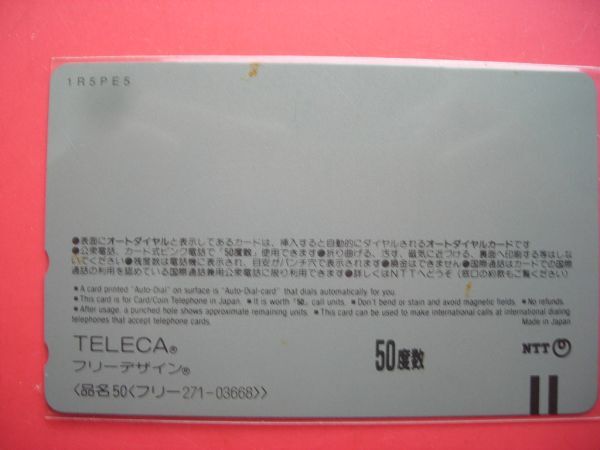 1R5PE5
●表面にオートダイヤルと表示してあるカードは、挿入すると自動的にダイヤルされるオートダイヤルカードです
●公衆電話、カード式ピンク電話で“50度数”使用できます●折り曲げる、汚す、磁気に近づける、裏面へ印刷する等はしな
いでください●残度数は電話機に表示され、目安がパンチ穴で表示されます●換金はできません●国際通話はカードで国際
通話の利用を認めている国際通話兼用公衆電話に限り利用できます●詳しくはNTTへどうぞ(窓口の約款もご覧ください)
■A card printed "Auto-Dial" on surface is "Auto-Dial-card" that dials automatically for you.
■This card is for Card/Coin Telephone in Japan. ■It is worth "50" call units. ■Don't bend or stain and avoid magnetic fields. ■No refunds.
■After usage, a punched hole shows approximate remaining units. ■This card can be used to make international calls at international dialing
telephones that accept telephone cards. Made in Japan
TELECA® 50度数 NTT
フリーデザイン®
〈品名50〈フリー271-03668〉〉